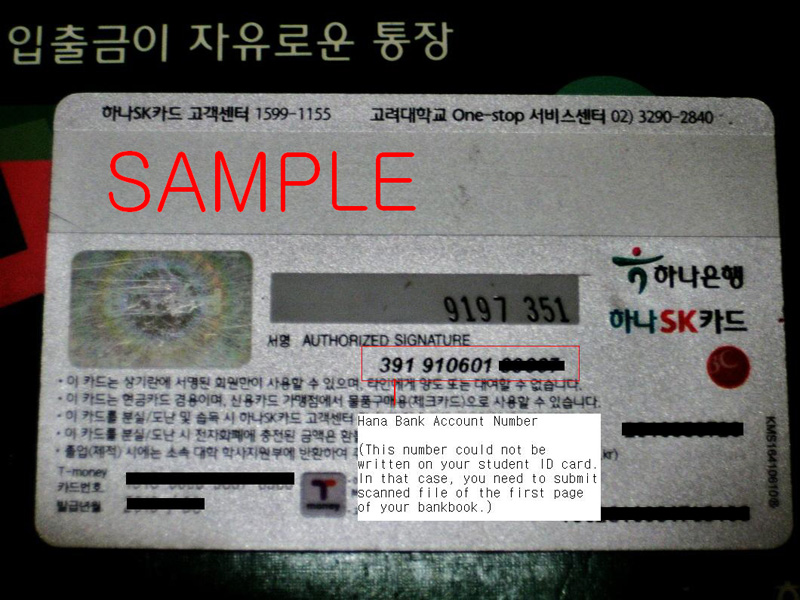 입출금이 자유로운 통장
하나SK카드 고객센터 1599-1155 고려대학교 One-stop 서비스센터 02) 3290-2840
SAMPLE
9197 351
하나은행
하나SK카드
서명 AUTHORIZED SIGNATURE
391 910601
• 이 카드는 상기란에 서명된 회원만이 사용할 수 있으며, 타인에게 양도 또는 대여할 수 없습니다.
• 이 카드는 현금카드 겸용이며, 신용카드 가맹점에서 물품구매용(체크카드)으로 사용할 수 있습니다.
• 이 카드를 분실/도난 및 습득 시 하나SK카드 고객센터
• 이 카드를 분실/도난 시 전자화폐에 충전된 금액은 환불
• 졸업(제적) 시에는 소속 대학 학사지원부에 반환하여
.kr)
Hana Bank Account Number
(This number could not be
written on your student ID card.
In that case, you need to submit
scanned file of the first page
of your bankbook.)
T-money
카드번호
발급년월
T
money
KMS16410610®